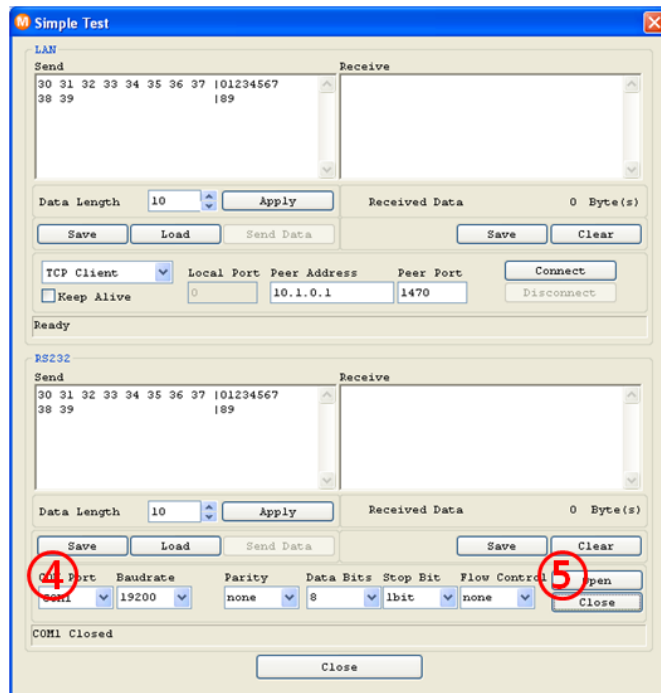 Simple Test
LAN
Send Receive
30 31 32 33 34 35 36 37 |01234567
38 39 |89
Data Length 10 Apply Received Data 0 Byte(s)
Save Load Send Data Save Clear
TCP Client Local Port Peer Address Peer Port Connect
Keep Alive 0 10.1.0.1 1470 Disconnect
Ready
RS232
Send Receive
30 31 32 33 34 35 36 37 |01234567
38 39 |89
Data Length 10 Apply Received Data 0 Byte(s)
Save Load Send Data Save Clear
④ Port Baudrate Parity Data Bits Stop Bit Flow Control ⑤ Open
COM1 19200 none 8 1bit none Close
COM1 Closed
Close